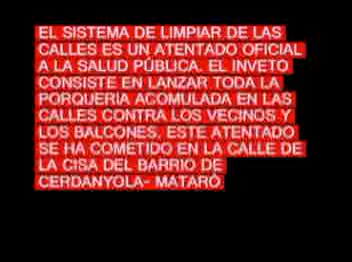 EL SISTEMA DE LIMPIAR DE LAS
CALLES ES UN ATENTADO OFICIAL
A LA SALUD PÚBLICA. EL INVETO
CONSISTE EN LANZAR TODA LA
PORQUERIA ACOMULADA EN LAS
CALLES CONTRA LOS VECINOS Y
LOS BALCONES. ESTE ATENTADO
SE HA COMETIDO EN LA CALLE DE
LA CISA DEL BARRIO DE
CERDANYOLA- MATARÓ